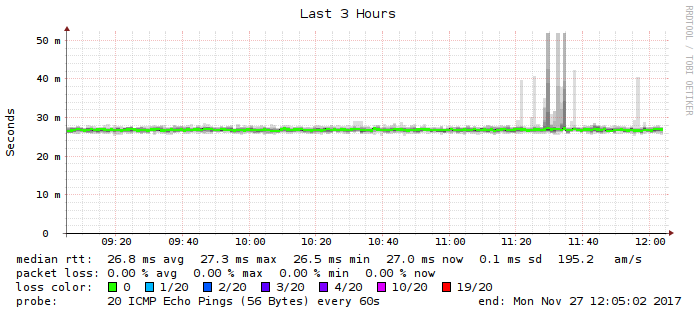 Last 3 Hours
RRDTOOL / TOBI OETIKER
Seconds
50 m
40 m
30 m
20 m
10 m
0
09:20 09:40 10:00 10:20 10:40 11:00 11:20 11:40 12:00
median rtt: 26.8 ms avg 27.3 ms max 26.5 ms min 27.0 ms now 0.1 ms sd 195.2 am/s
packet loss: 0.00 % avg 0.00 % max 0.00 % min 0.00 % now
loss color: 0 1/20 2/20 3/20 4/20 10/20 19/20
probe: 20 ICMP Echo Pings (56 Bytes) every 60s end: Mon Nov 27 12:05:02 2017